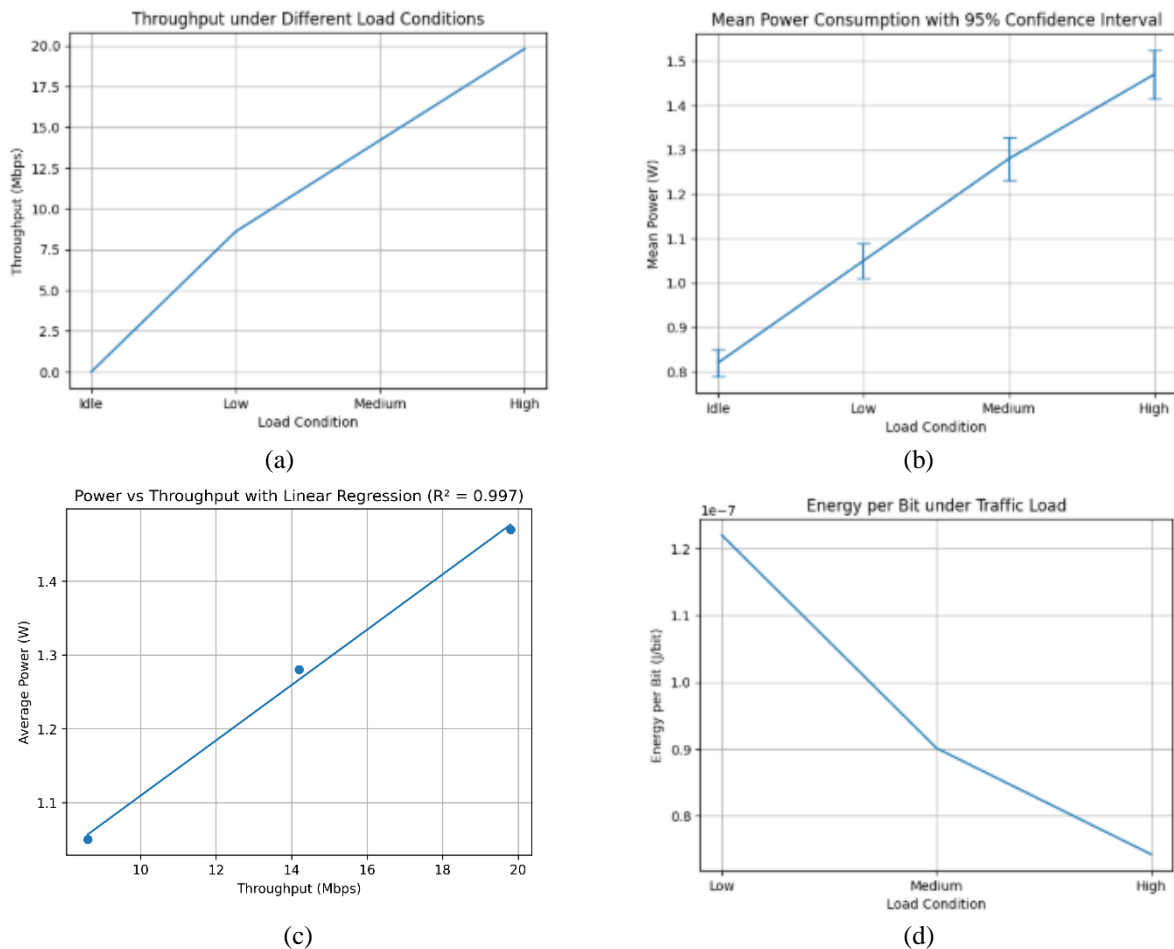 Throughput under Different Load Conditions
20.0
17.5
15.0
12.5
10.0
7.5
5.0
2.5
0.0
Throughput (Mbps)
Idle Low Medium High
Load Condition
(a)
Mean Power Consumption with 95% Confidence Interval
1.5
1.4
1.3
1.2
1.1
1.0
0.9
0.8
Mean Power (W)
Idle Low Medium High
Load Condition
(b)
Power vs Throughput with Linear Regression (R² = 0.997)
1.4
1.3
1.2
1.1
Average Power (W)
10 12 14 16 18 20
Throughput (Mbps)
(c)
Energy per Bit under Traffic Load
1e−7
1.2
1.1
1.0
0.9
0.8
Energy per Bit (J/bit)
Low Medium High
Load Condition
(d)